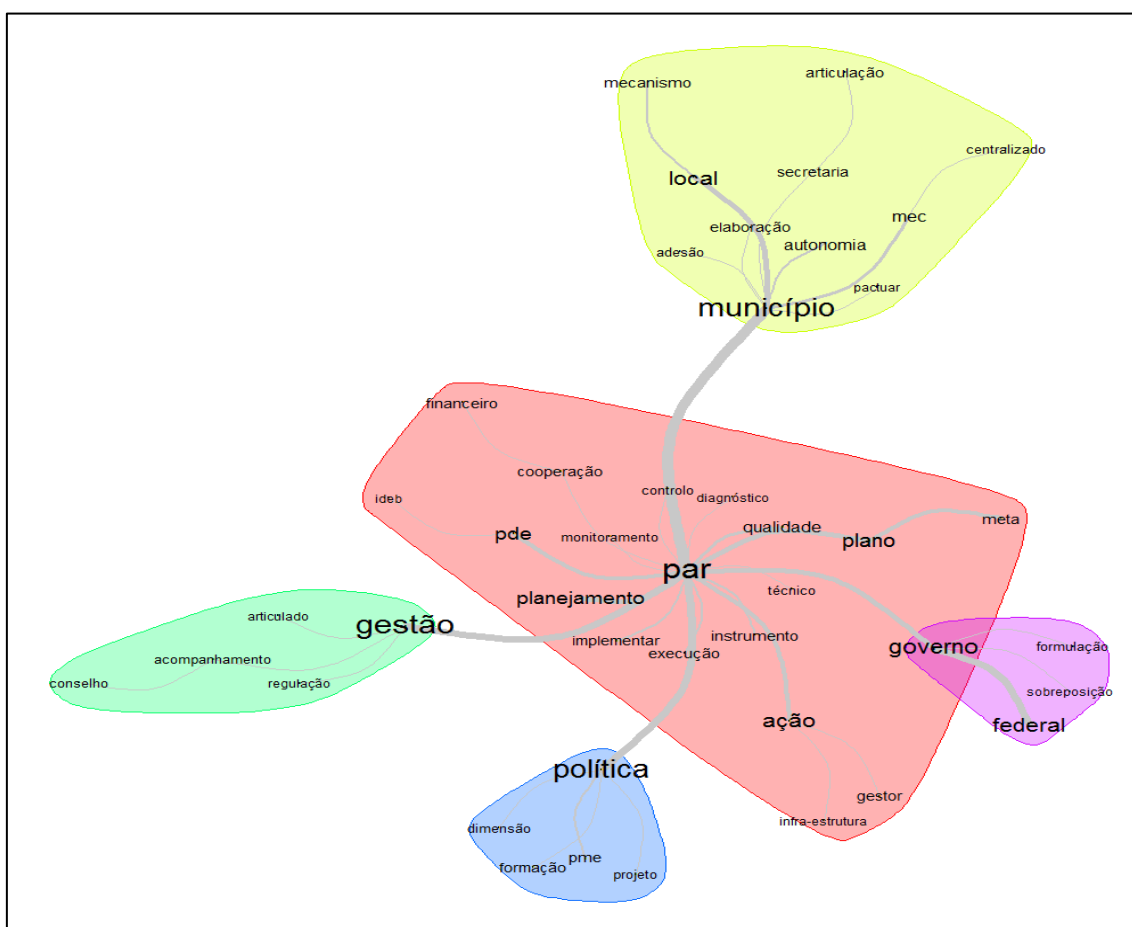 articulação
mecanismo
centralizado
secretaria
local
mec
elaboração
autonomia
adesão
pactuar
município
financeiro
cooperação
controlo
diagnóstico
ideb
meta
qualidade
pde
monitoramento
plano
par
técnico
planejamento
articulado
gestão
implementar
instrumento
execução
governo
formulação
acompanhamento
conselho
regulação
sobreposição
ação
federal
política
gestor
infra-estrutura
dimensão
formação
pme
projeto